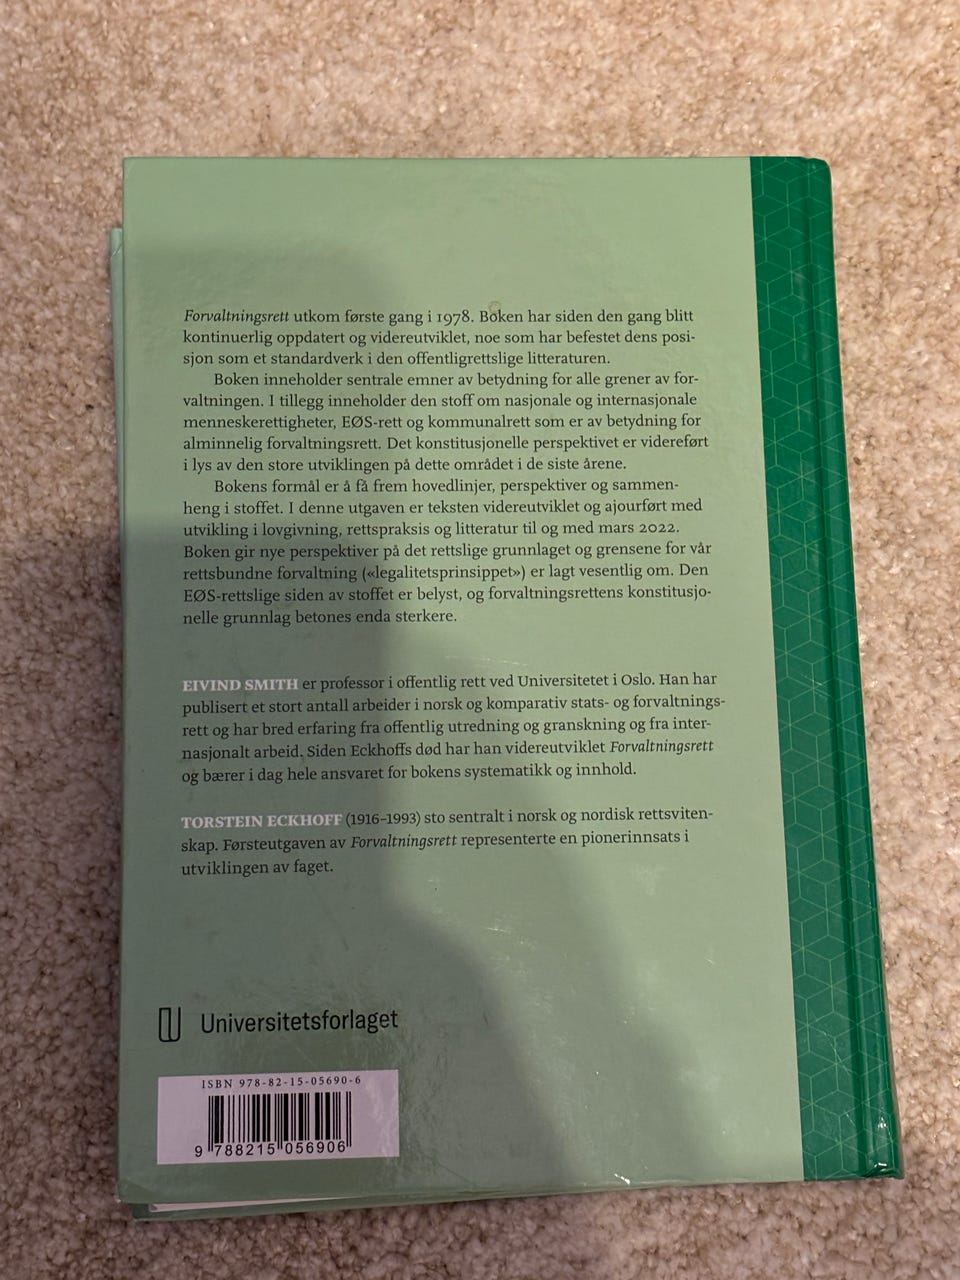 Forvaltningsrett utkom første gang i 1978. Boken har siden den gang blitt
kontinuerlig oppdatert og videreutviklet, noe som har befestet dens posi-
sjon som et standardverk i den offentligrettslige litteraturen.
Boken inneholder sentrale emner av betydning for alle grener av for-
valtningen. I tillegg inneholder den stoff om nasjonale og internasjonale
menneskerettigheter, EØS-rett og kommunalrett som er av betydning for
alminnelig forvaltningsrett. Det konstitusjonelle perspektivet er videreført
i lys av den store utviklingen på dette området i de siste årene.
Bokens formål er å få frem hovedlinjer, perspektiver og sammen-
heng i stoffet. I denne utgaven er teksten videreutviklet og ajourført med
utvikling i lovgivning, rettspraksis og litteratur til og med mars 2022.
Boken gir nye perspektiver på det rettslige grunnlaget og grensene for vår
rettsbundne forvaltning («legalitetsprinsippet») er lagt vesentlig om. Den
EØS-rettslige siden av stoffet er belyst, og forvaltningsrettens konstitusjo-
nelle grunnlag betones enda sterkere.
EIVIND SMITH er professor i offentlig rett ved Universitetet i Oslo. Han har
publisert et stort antall arbeider i norsk og komparativ stats- og forvaltnings-
rett og har bred erfaring fra offentlig utredning og granskning og fra inter-
nasjonalt arbeid. Siden Eckhoffs død har han videreutviklet Forvaltningsrett
og bærer i dag hele ansvaret for bokens systematikk og innhold.
TORSTEIN ECKHOFF (1916–1993) sto sentralt i norsk og nordisk rettsviten-
skap. Førsteutgaven av Forvaltningsrett representerte en pionerinnsats i
utviklingen av faget.
Universitetsforlaget
ISBN 978-82-15-05690-6
9 788215 056906